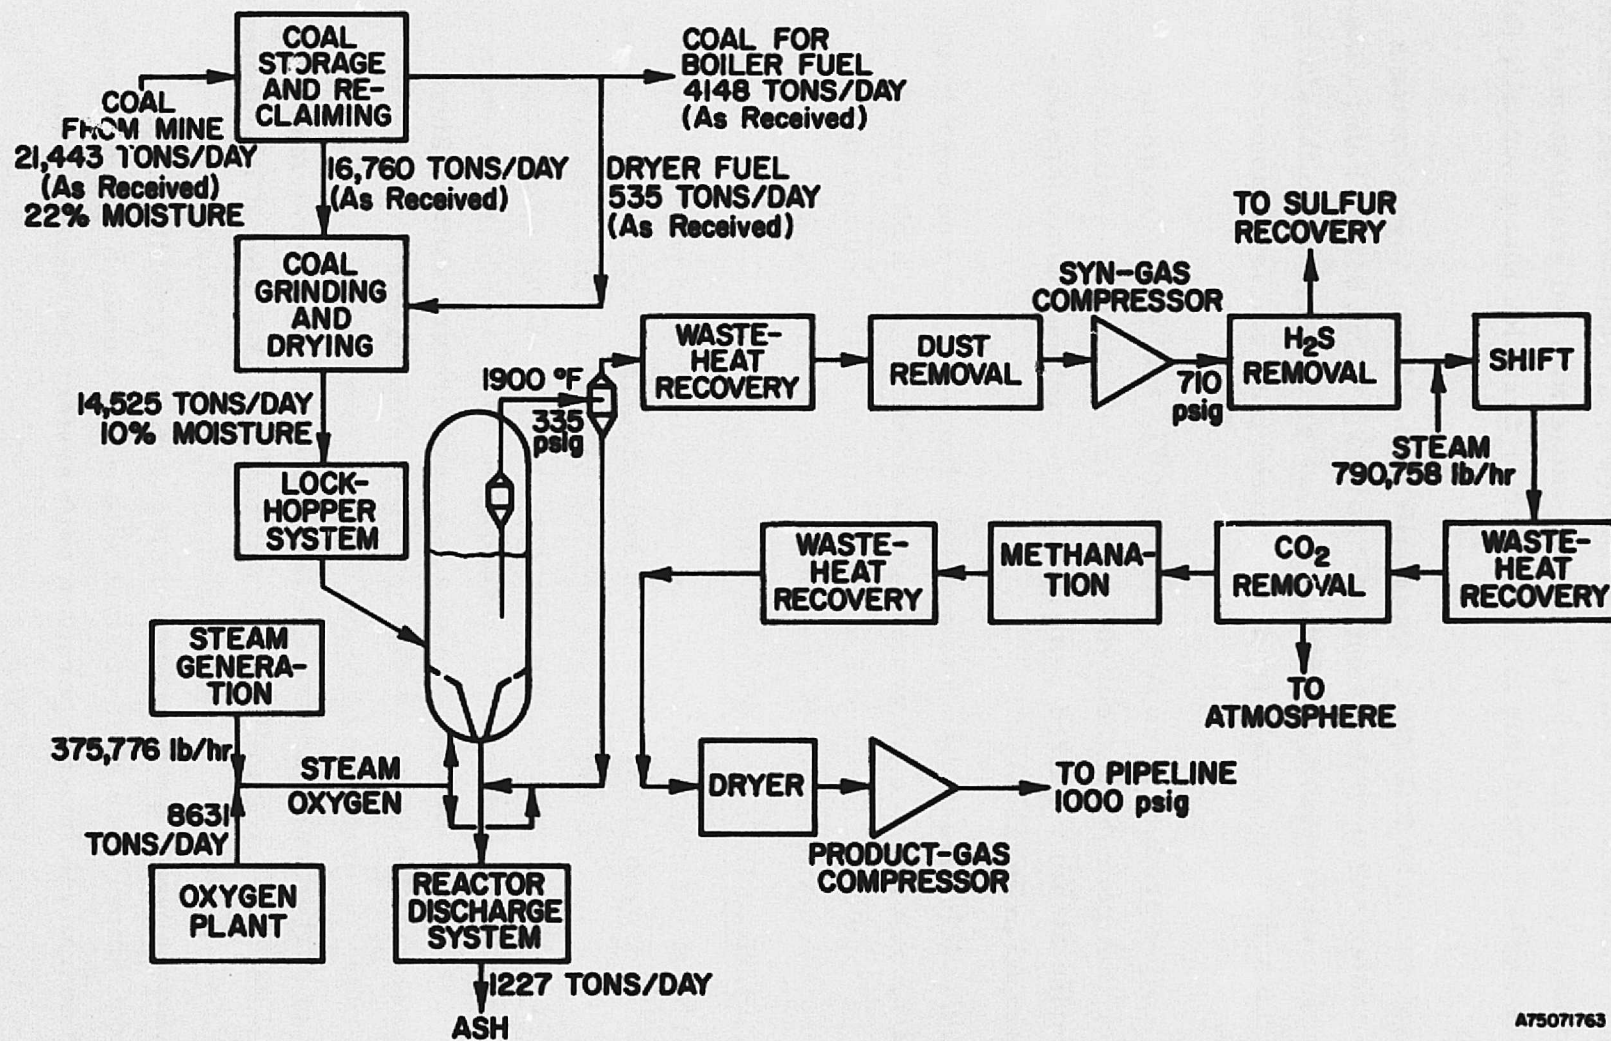 COAL
STORAGE
AND RE-
CLAIMING
COAL FOR
BOILER FUEL
4148 TONS/DAY
(As Received)
COAL
FROM MINE
21,443 TONS/DAY
(As Received)
22% MOISTURE
16,760 TONS/DAY
(As Received)
DRYER FUEL
535 TONS/DAY
(As Received)
COAL
GRINDING
AND
DRYING
14,525 TONS/DAY
10% MOISTURE
LOCK-
HOPPER
SYSTEM
1900 °F
335
psig
WASTE-
HEAT
RECOVERY
DUST
REMOVAL
SYN-GAS
COMPRESSOR
710
psig
TO SULFUR
RECOVERY
H2S
REMOVAL
SHIFT
STEAM
790,758 lb/hr
WASTE-
HEAT
RECOVERY
CO2
REMOVAL
TO
ATMOSPHERE
METHANA-
TION
WASTE-
HEAT
RECOVERY
STEAM
GENERA-
TION
375,776 lb/hr
STEAM
OXYGEN
8631
TONS/DAY
OXYGEN
PLANT
REACTOR
DISCHARGE
SYSTEM
1227 TONS/DAY
ASH
DRYER
PRODUCT-GAS
COMPRESSOR
TO PIPELINE
1000 psig
A75071763